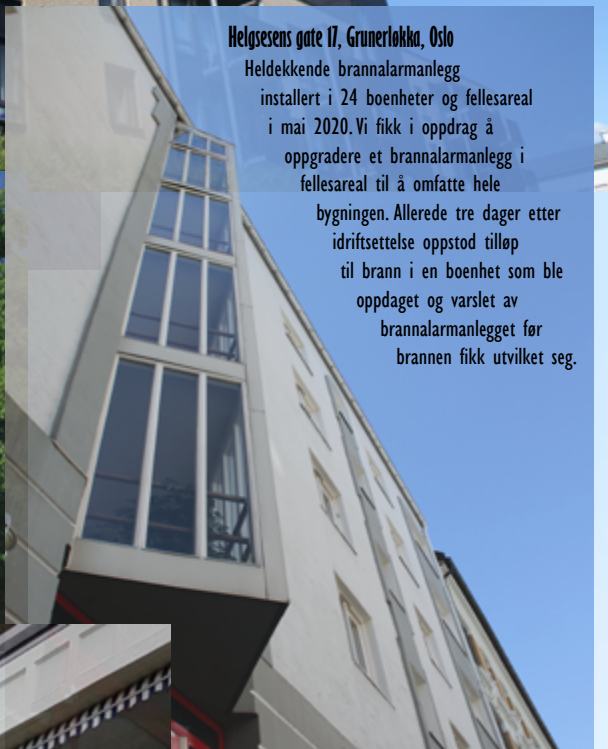 Helgsesens gate 17, Grunerløkka, Oslo
Heldekkende brannalarmanlegg
installert i 24 boenheter og fellesareal
i mai 2020. Vi fikk i oppdrag å
oppgradere et brannalarmanlegg i
fellesareal til å omfatte hele
bygningen. Allerede tre dager etter
idriftsettelse oppstod tilløp
til brann i en boenhet som ble
oppdaget og varslet av
brannalarmanlegget før
brannen fikk utvilket seg.